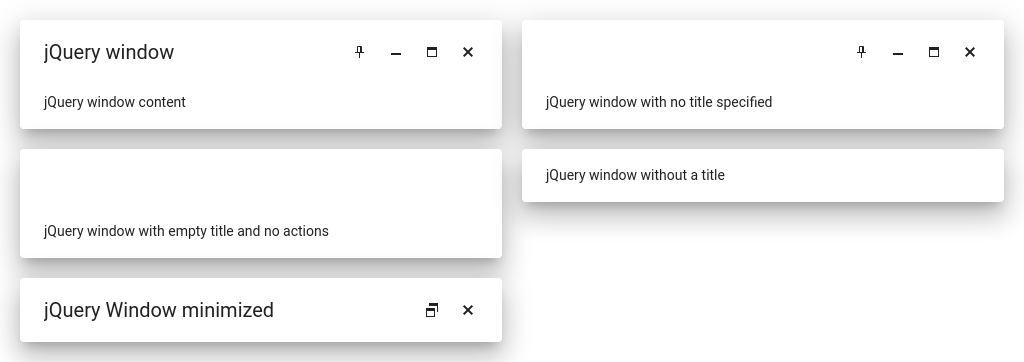 jQuery window
jQuery window content
jQuery window with no title specified
jQuery window with empty title and no actions
jQuery window without a title
jQuery Window minimized